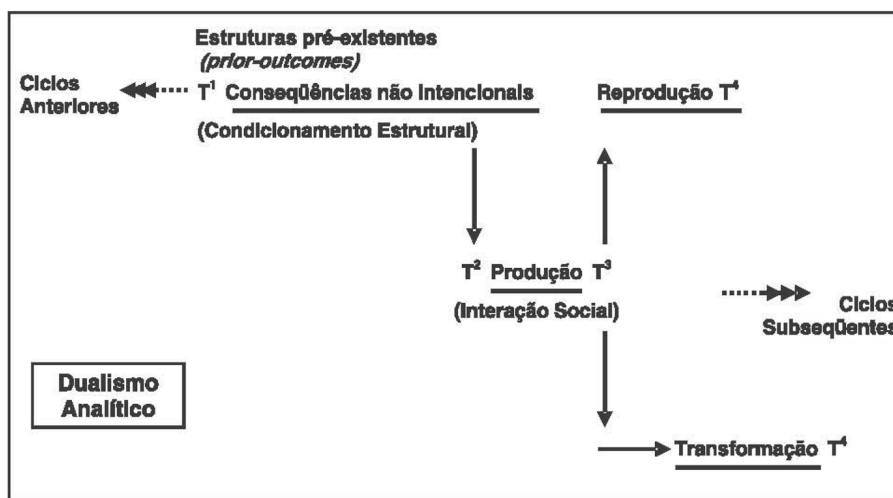 Estruturas pré-existentes
(prior-outcomes)
Ciclos
Anteriores
T¹ Conseqüências não intencionais
(Condicionamento Estrutural)
Reprodução T⁴
T² Produção T³
(Interação Social)
Ciclos
Subseqüentes
Dualismo
Analítico
Transformação T⁴